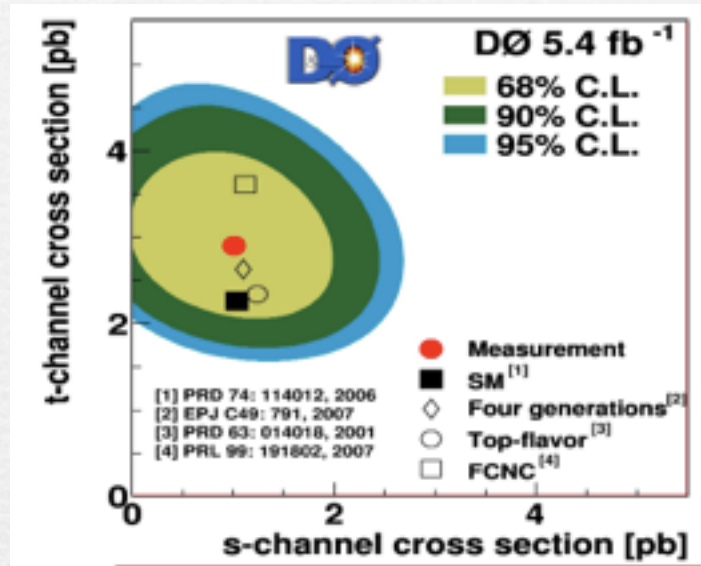 DØ
DØ 5.4 fb -1
68% C.L.
90% C.L.
95% C.L.
t-channel cross section [pb]
4
2
0
Measurement
SM[1]
Four generations[2]
Top-flavor[3]
FCNC[4]
[1] PRD 74: 114012, 2006
[2] EPJ C49: 791, 2007
[3] PRD 63: 014018, 2001
[4] PRL 99: 191802, 2007
0 2 4
s-channel cross section [pb]